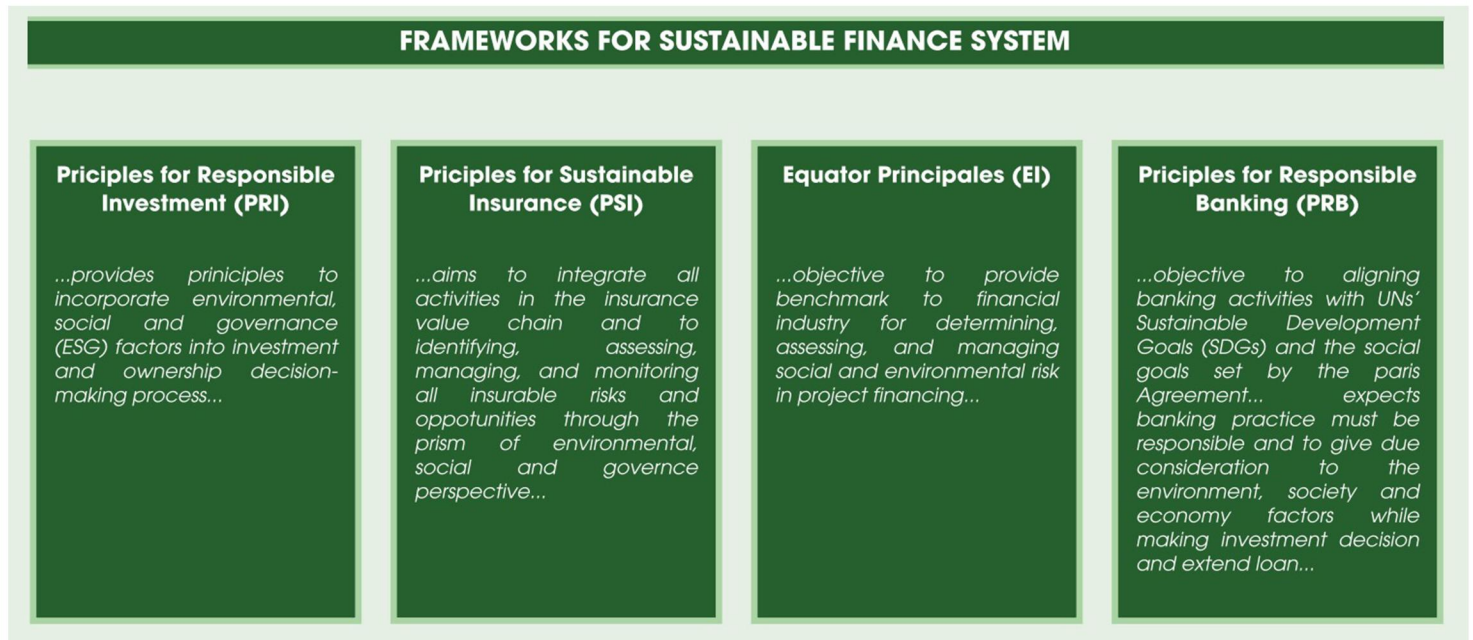 FRAMEWORKS FOR SUSTAINABLE FINANCE SYSTEM
Priciples for Responsible
Investment (PRI)
...provides priniciples to
incorporate environmental,
social and governance
(ESG) factors into investment
and ownership decision-
making process...
Priciples for Sustainable
Insurance (PSI)
...aims to integrate all
activities in the insurance
value chain and to
identifying, assessing,
managing, and monitoring
all insurable risks and
oppotunities through the
prism of environmental,
social and governce
perspective...
Equator Principales (EI)
...objective to provide
benchmark to financial
industry for determining,
assessing, and managing
social and environmental risk
in project financing...
Priciples for Responsible
Banking (PRB)
...objective to aligning
banking activities with UNs’
Sustainable Development
Goals (SDGs) and the social
goals set by the paris
Agreement... expects
banking practice must be
responsible and to give due
consideration to the
environment, society and
economy factors while
making investment decision
and extend loan...